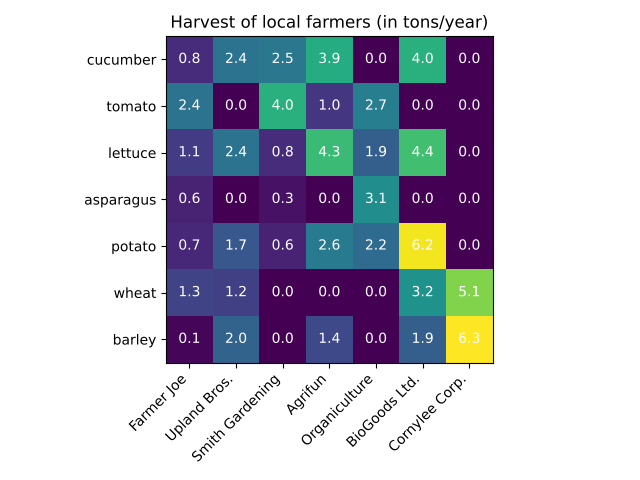 Harvest of local farmers (in tons/year)
cucumber 0.8 2.4 2.5 3.9 0.0 4.0 0.0
tomato 2.4 0.0 4.0 1.0 2.7 0.0 0.0
lettuce 1.1 2.4 0.8 4.3 1.9 4.4 0.0
asparagus 0.6 0.0 0.3 0.0 3.1 0.0 0.0
potato 0.7 1.7 0.6 2.6 2.2 6.2 0.0
wheat 1.3 1.2 0.0 0.0 0.0 3.2 5.1
barley 0.1 2.0 0.0 1.4 0.0 1.9 6.3
Farmer Joe
Upland Bros.
Smith Gardening
Agrifun
Organiculture
BioGoods Ltd.
Cornylee Corp.